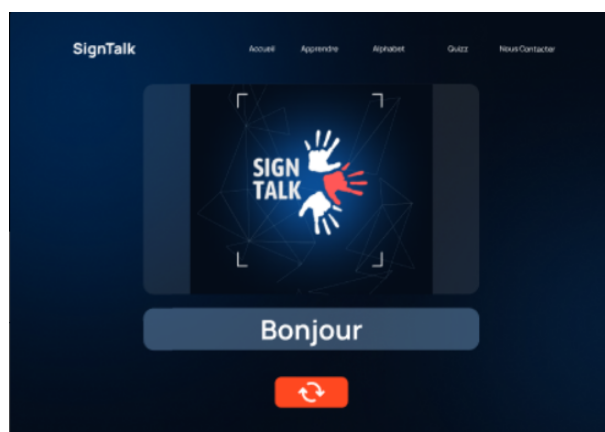 SignTalk
Accueil Apprendre Alphabet Quizz Nous Contacter
SIGN
TALK
Bonjour